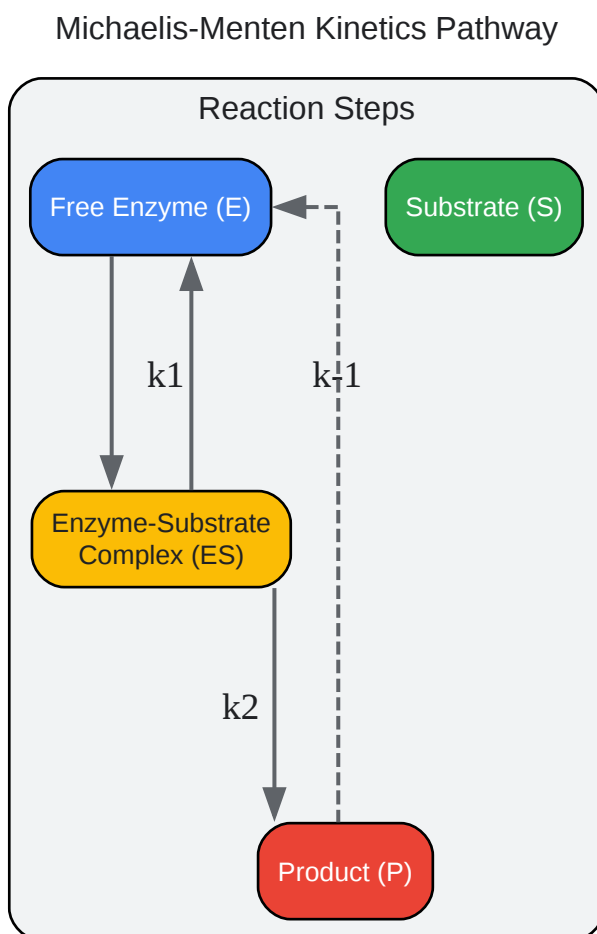 Michaelis-Menten Kinetics Pathway
Reaction Steps
Free Enzyme (E)
Substrate (S)
k1
k-1
Enzyme-Substrate
Complex (ES)
k2
Product (P)